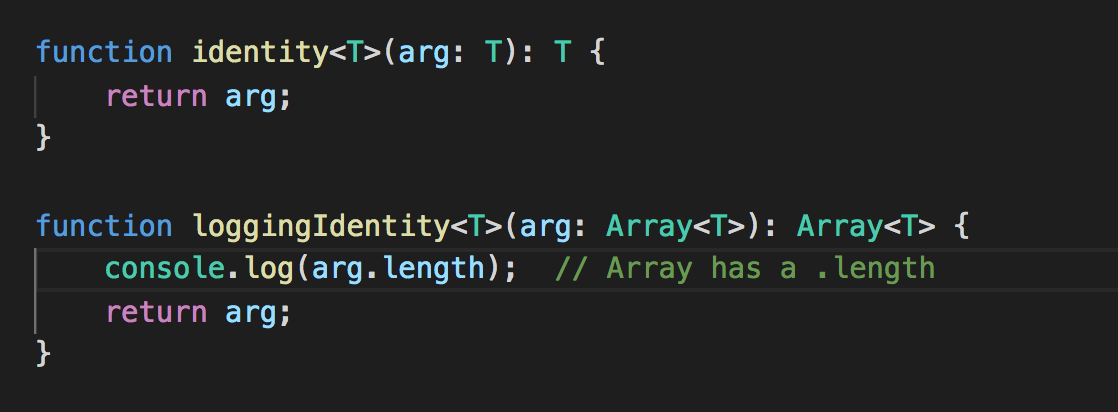 function identity<T>(arg: T): T {
    return arg;
}
function loggingIdentity<T>(arg: Array<T>): Array<T> {
    console.log(arg.length);  // Array has a .length
    return arg;
}